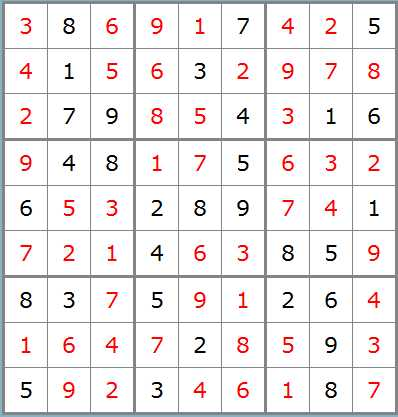 3 8 6 9 1 7 4 2 5
4 1 5 6 3 2 9 7 8
2 7 9 8 5 4 3 1 6
9 4 8 1 7 5 6 3 2
6 5 3 2 8 9 7 4 1
7 2 1 4 6 3 8 5 9
8 3 7 5 9 1 2 6 4
1 6 4 7 2 8 5 9 3
5 9 2 3 4 6 1 8 7